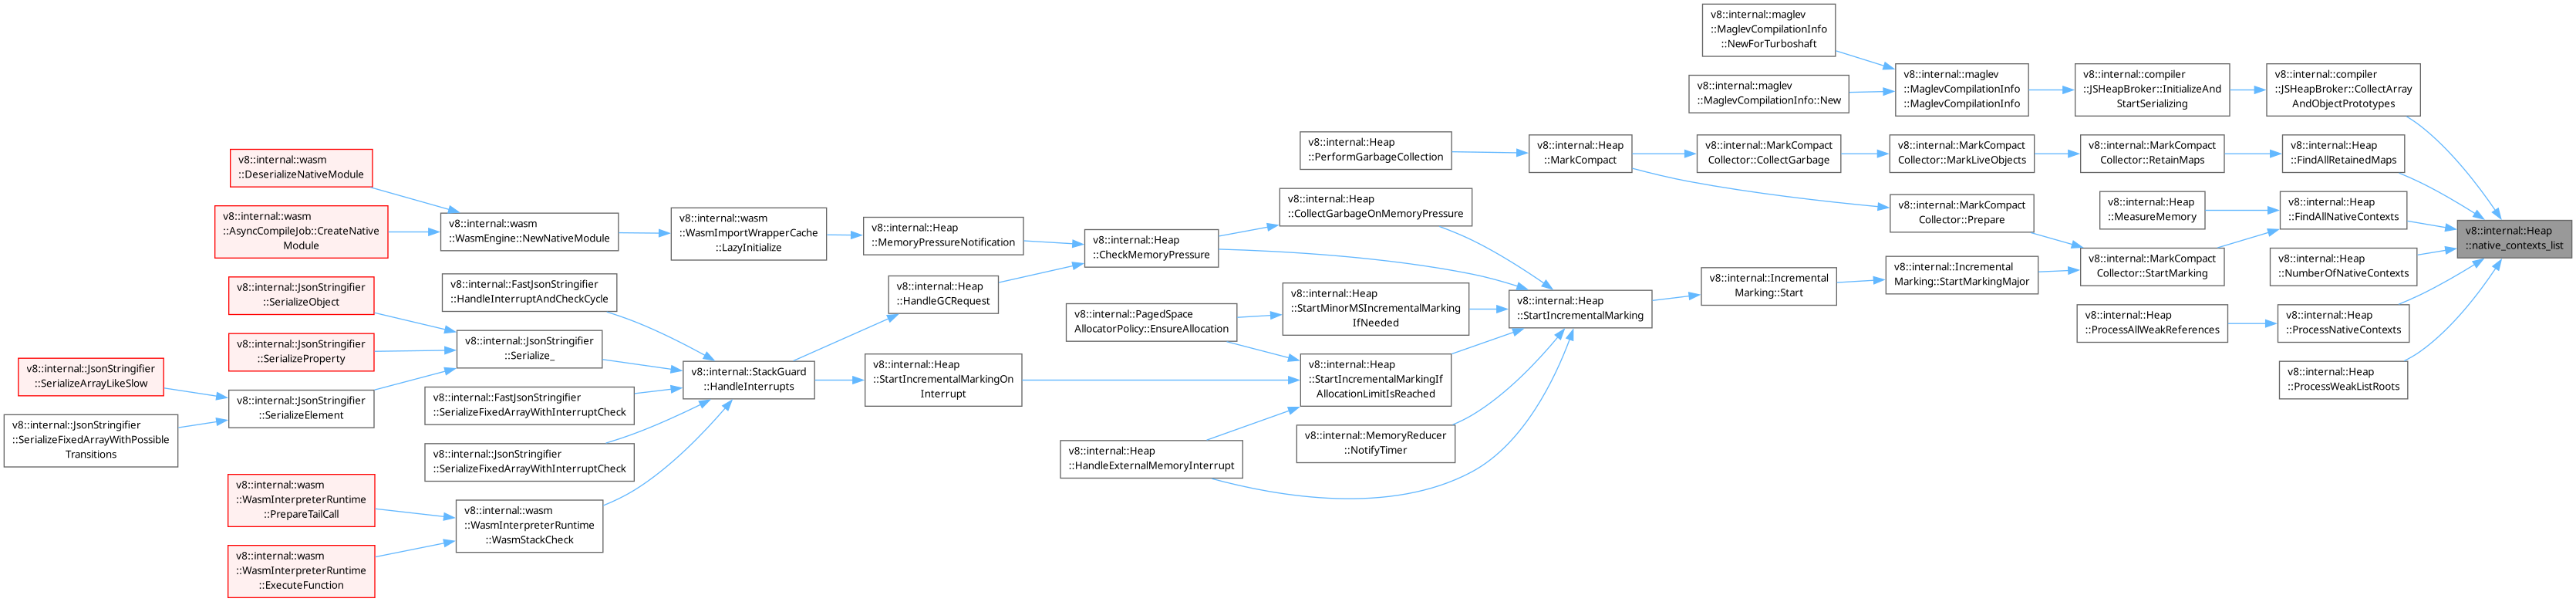 v8::internal::maglev
::MaglevCompilationInfo
::NewForTurboshaft
v8::internal::maglev
::MaglevCompilationInfo::New
v8::internal::maglev
::MaglevCompilationInfo
::MaglevCompilationInfo
v8::internal::compiler
::JSHeapBroker::InitializeAnd
StartSerializing
v8::internal::compiler
::JSHeapBroker::CollectArray
AndObjectPrototypes
v8::internal::Heap
::PerformGarbageCollection
v8::internal::Heap
::MarkCompact
v8::internal::MarkCompact
Collector::CollectGarbage
v8::internal::MarkCompact
Collector::MarkLiveObjects
v8::internal::MarkCompact
Collector::RetainMaps
v8::internal::Heap
::FindAllRetainedMaps
v8::internal::wasm
::DeserializeNativeModule
v8::internal::wasm
::AsyncCompileJob::CreateNative
Module
v8::internal::wasm
::WasmEngine::NewNativeModule
v8::internal::wasm
::WasmImportWrapperCache
::LazyInitialize
v8::internal::Heap
::MemoryPressureNotification
v8::internal::Heap
::CheckMemoryPressure
v8::internal::Heap
::CollectGarbageOnMemoryPressure
v8::internal::MarkCompact
Collector::Prepare
v8::internal::Heap
::MeasureMemory
v8::internal::Heap
::FindAllNativeContexts
v8::internal::Heap
::native_contexts_list
v8::internal::JsonStringifier
::SerializeObject
v8::internal::FastJsonStringifier
::HandleInterruptAndCheckCycle
v8::internal::Heap
::HandleGCRequest
v8::internal::PagedSpace
AllocatorPolicy::EnsureAllocation
v8::internal::Heap
::StartMinorMSIncrementalMarking
IfNeeded
v8::internal::Heap
::StartIncrementalMarking
v8::internal::Incremental
Marking::Start
v8::internal::Incremental
Marking::StartMarkingMajor
v8::internal::MarkCompact
Collector::StartMarking
v8::internal::Heap
::NumberOfNativeContexts
v8::internal::Heap
::ProcessAllWeakReferences
v8::internal::Heap
::ProcessNativeContexts
v8::internal::JsonStringifier
::SerializeProperty
v8::internal::JsonStringifier
::Serialize_
v8::internal::StackGuard
::HandleInterrupts
v8::internal::Heap
::StartIncrementalMarkingOn
Interrupt
v8::internal::Heap
::StartIncrementalMarkingIf
AllocationLimitIsReached
v8::internal::Heap
::ProcessWeakListRoots
v8::internal::JsonStringifier
::SerializeArrayLikeSlow
v8::internal::JsonStringifier
::SerializeElement
v8::internal::FastJsonStringifier
::SerializeFixedArrayWithInterruptCheck
v8::internal::JsonStringifier
::SerializeFixedArrayWithPossible
Transitions
v8::internal::JsonStringifier
::SerializeFixedArrayWithInterruptCheck
v8::internal::Heap
::HandleExternalMemoryInterrupt
v8::internal::MemoryReducer
::NotifyTimer
v8::internal::wasm
::WasmInterpreterRuntime
::PrepareTailCall
v8::internal::wasm
::WasmInterpreterRuntime
::WasmStackCheck
v8::internal::wasm
::WasmInterpreterRuntime
::ExecuteFunction